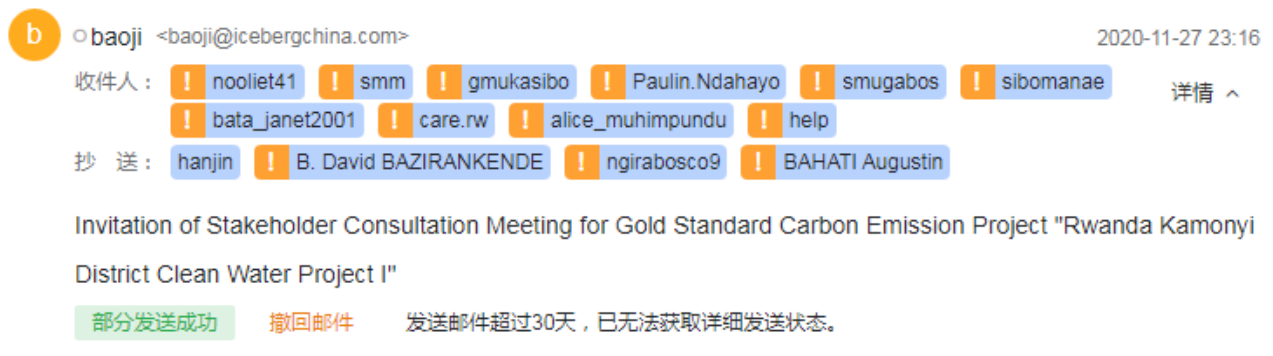 b baoji <baoji@icebergchina.com> 2020-11-27 23:16
收件人： ! nooliet41 ! smm ! gmukasibo ! Paulin.Ndahayo ! smugabos ! sibomanae 详情
! bata_janet2001 ! care.rw ! alice_muhimpundu ! help
抄 送： hanjin ! B. David BAZIRANKENDE ! ngirabosco9 ! BAHATI Augustin
Invitation of Stakeholder Consultation Meeting for Gold Standard Carbon Emission Project "Rwanda Kamonyi
District Clean Water Project I"
部分发送成功 撤回邮件 发送邮件超过30天，已无法获取详细发送状态。